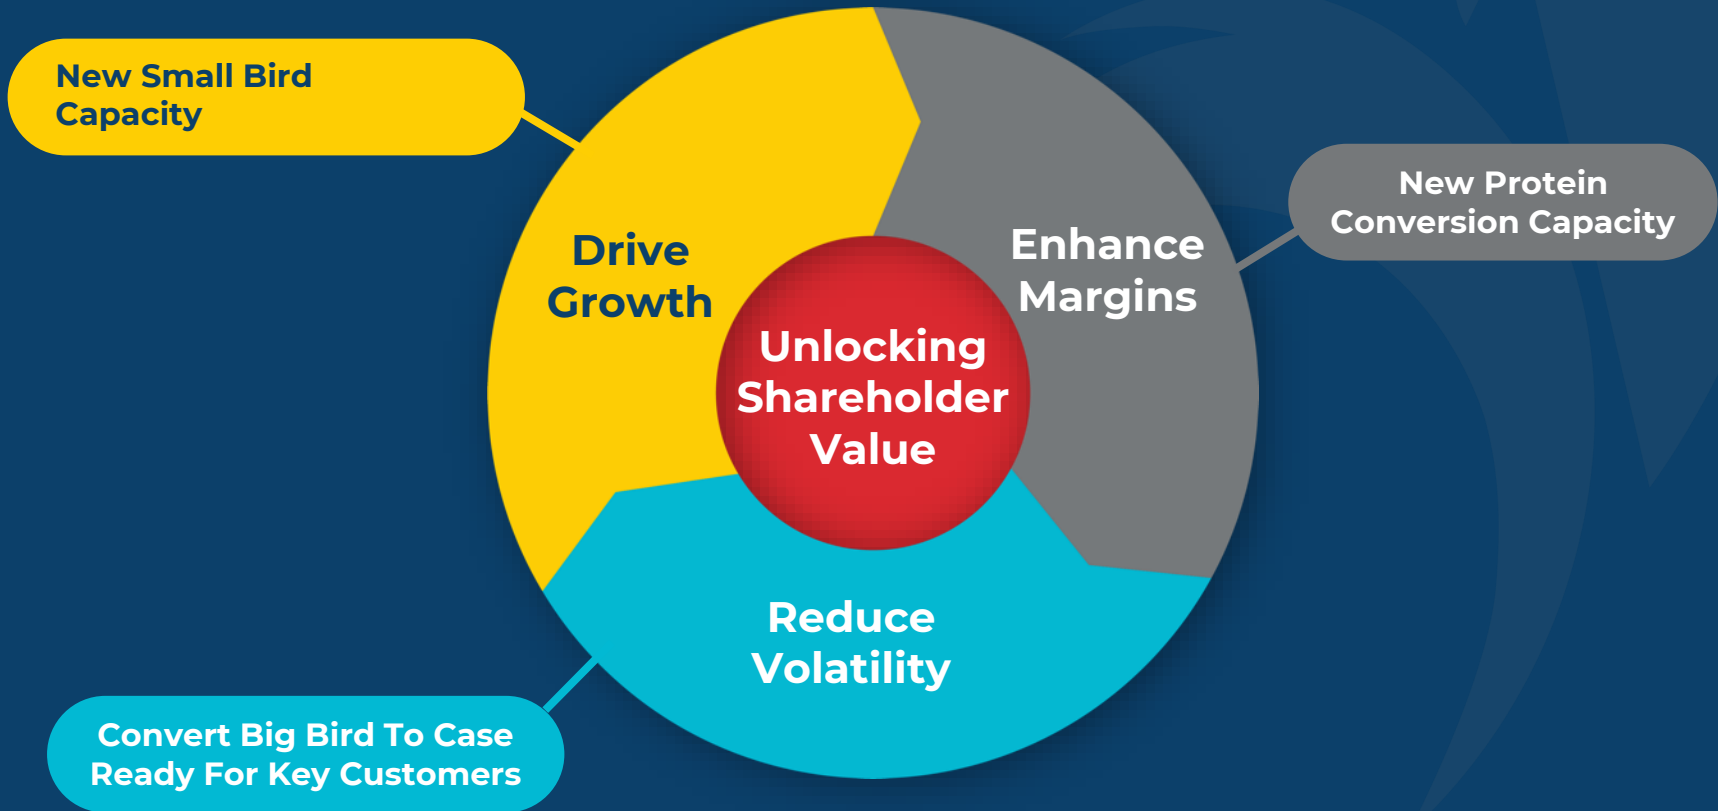 New Small Bird
Capacity
New Protein
Conversion Capacity
Drive
Growth
Enhance
Margins
Unlocking
Shareholder
Value
Reduce
Volatility
Convert Big Bird To Case
Ready For Key Customers